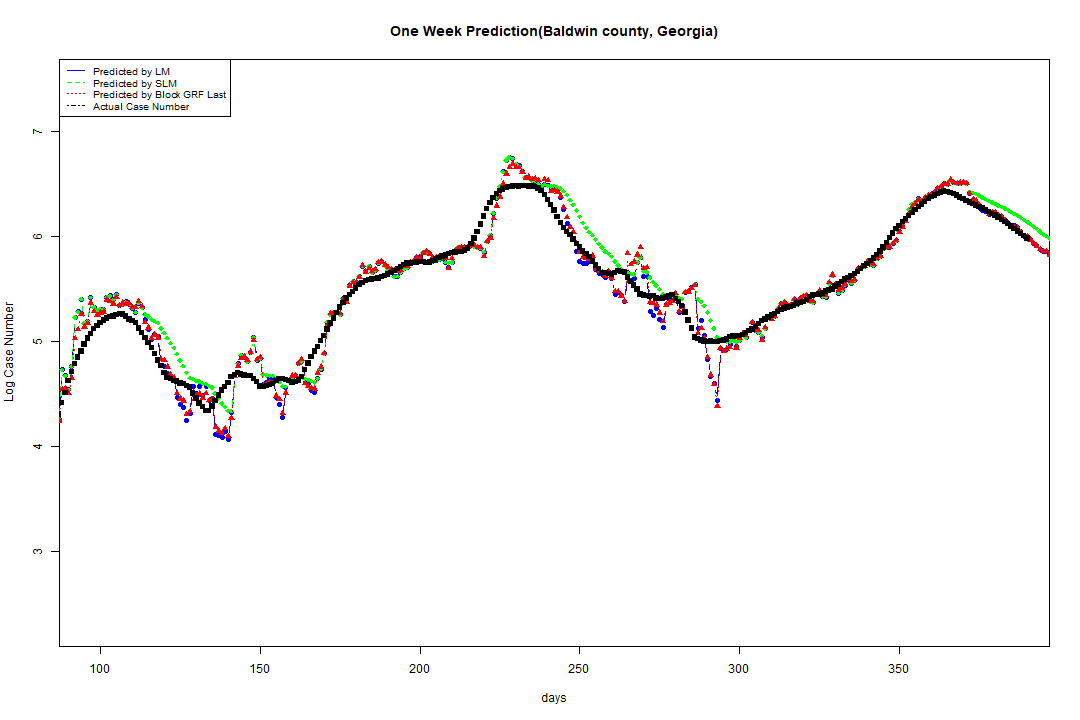 One Week Prediction(Baldwin county, Georgia)
Predicted by LM
Predicted by SLM
Predicted by Block GRF Last
Actual Case Number
7
6
5
4
3
Log Case Number
100 150 200 250 300 350
days